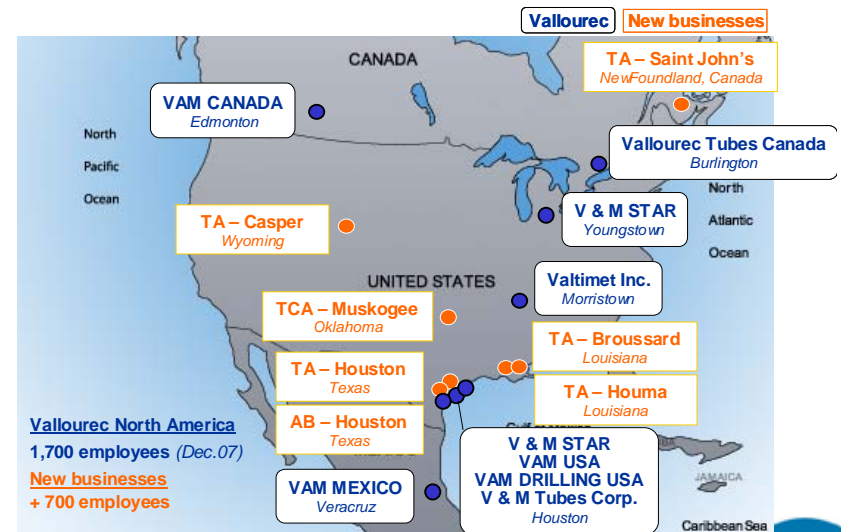 Vallourec
New businesses
CANADA
TA – Saint John's
NewFoundland, Canada
VAM CANADA
Edmonton
North
Pacific
Ocean
Vallourec Tubes Canada
Burlington
North
Atlantic
Ocean
V & M STAR
Youngstown
TA – Casper
Wyoming
UNITED STATES
Valtimet Inc.
Morristown
TCA – Muskogee
Oklahoma
TA – Broussard
Louisiana
TA – Houston
Texas
TA – Houma
Louisiana
AB – Houston
Texas
Vallourec North America
1,700 employees (Dec.07)
New businesses
+ 700 employees
V & M STAR
VAM USA
VAM DRILLING USA
V & M Tubes Corp.
Houston
VAM MEXICO
Veracruz
JAMAICA
Caribbean Sea